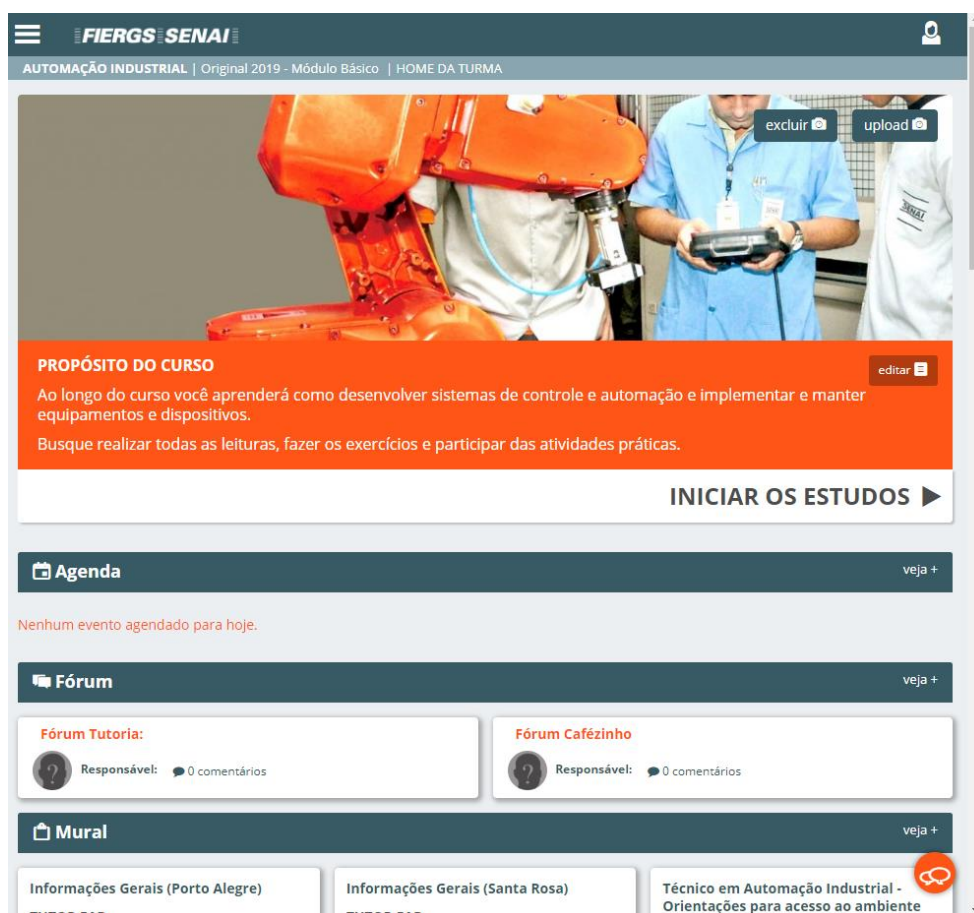 FIERGS SENAI
AUTOMAÇÃO INDUSTRIAL | Original 2019 - Módulo Básico | HOME DA TURMA
excluir
upload
SENAI
PROPÓSITO DO CURSO
editar
Ao longo do curso você aprenderá como desenvolver sistemas de controle e automação e implementar e manter
equipamentos e dispositivos.
Busque realizar todas as leituras, fazer os exercícios e participar das atividades práticas.
INICIAR OS ESTUDOS
Agenda
veja +
Nenhum evento agendado para hoje.
Fórum
veja +
Fórum Tutoria:
Responsável: 0 comentários
Fórum Cafézinho
Responsável: 0 comentários
Mural
veja +
Informações Gerais (Porto Alegre)
Informações Gerais (Santa Rosa)
Técnico em Automação Industrial -
Orientações para acesso ao ambiente